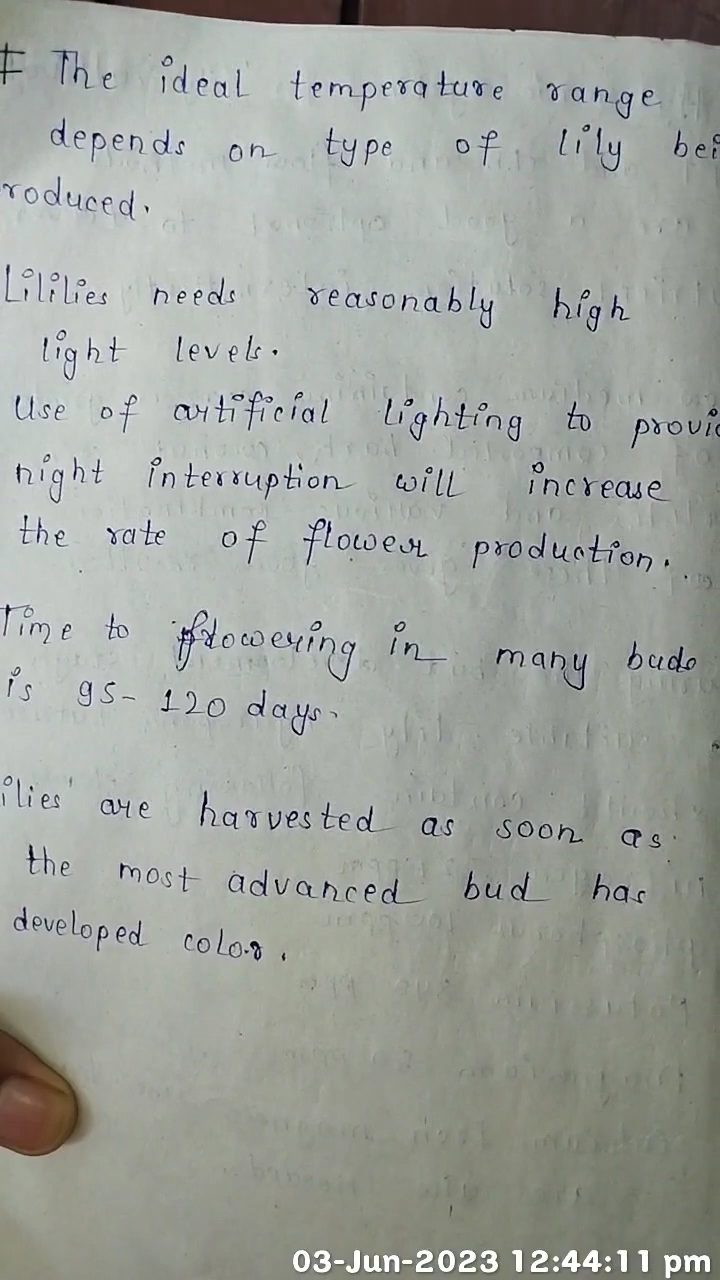 # The ideal temperature range
depends on type of lily bei
roduced.
Lililies needs reasonably high
light levels.
Use of artificial lighting to provid
night interruption will increase
the rate of flower production.
Time to flowering in many buds
is 95- 120 days.
ilies are harvested as soon as
the most advanced bud has
developed color.
03-Jun-2023 12:44:11 pm